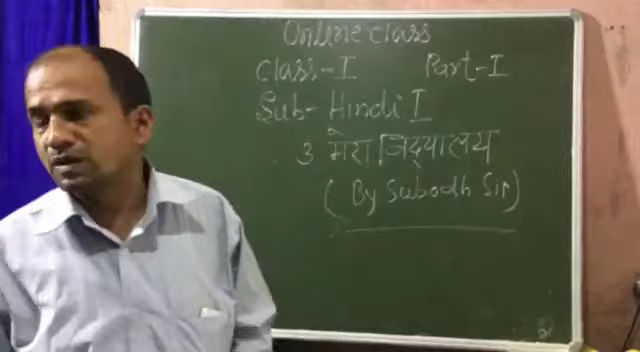 Online class
Class-I Part-I
Sub- Hindi I
3 मेरा विद्यालय
(By Subodh Sir)